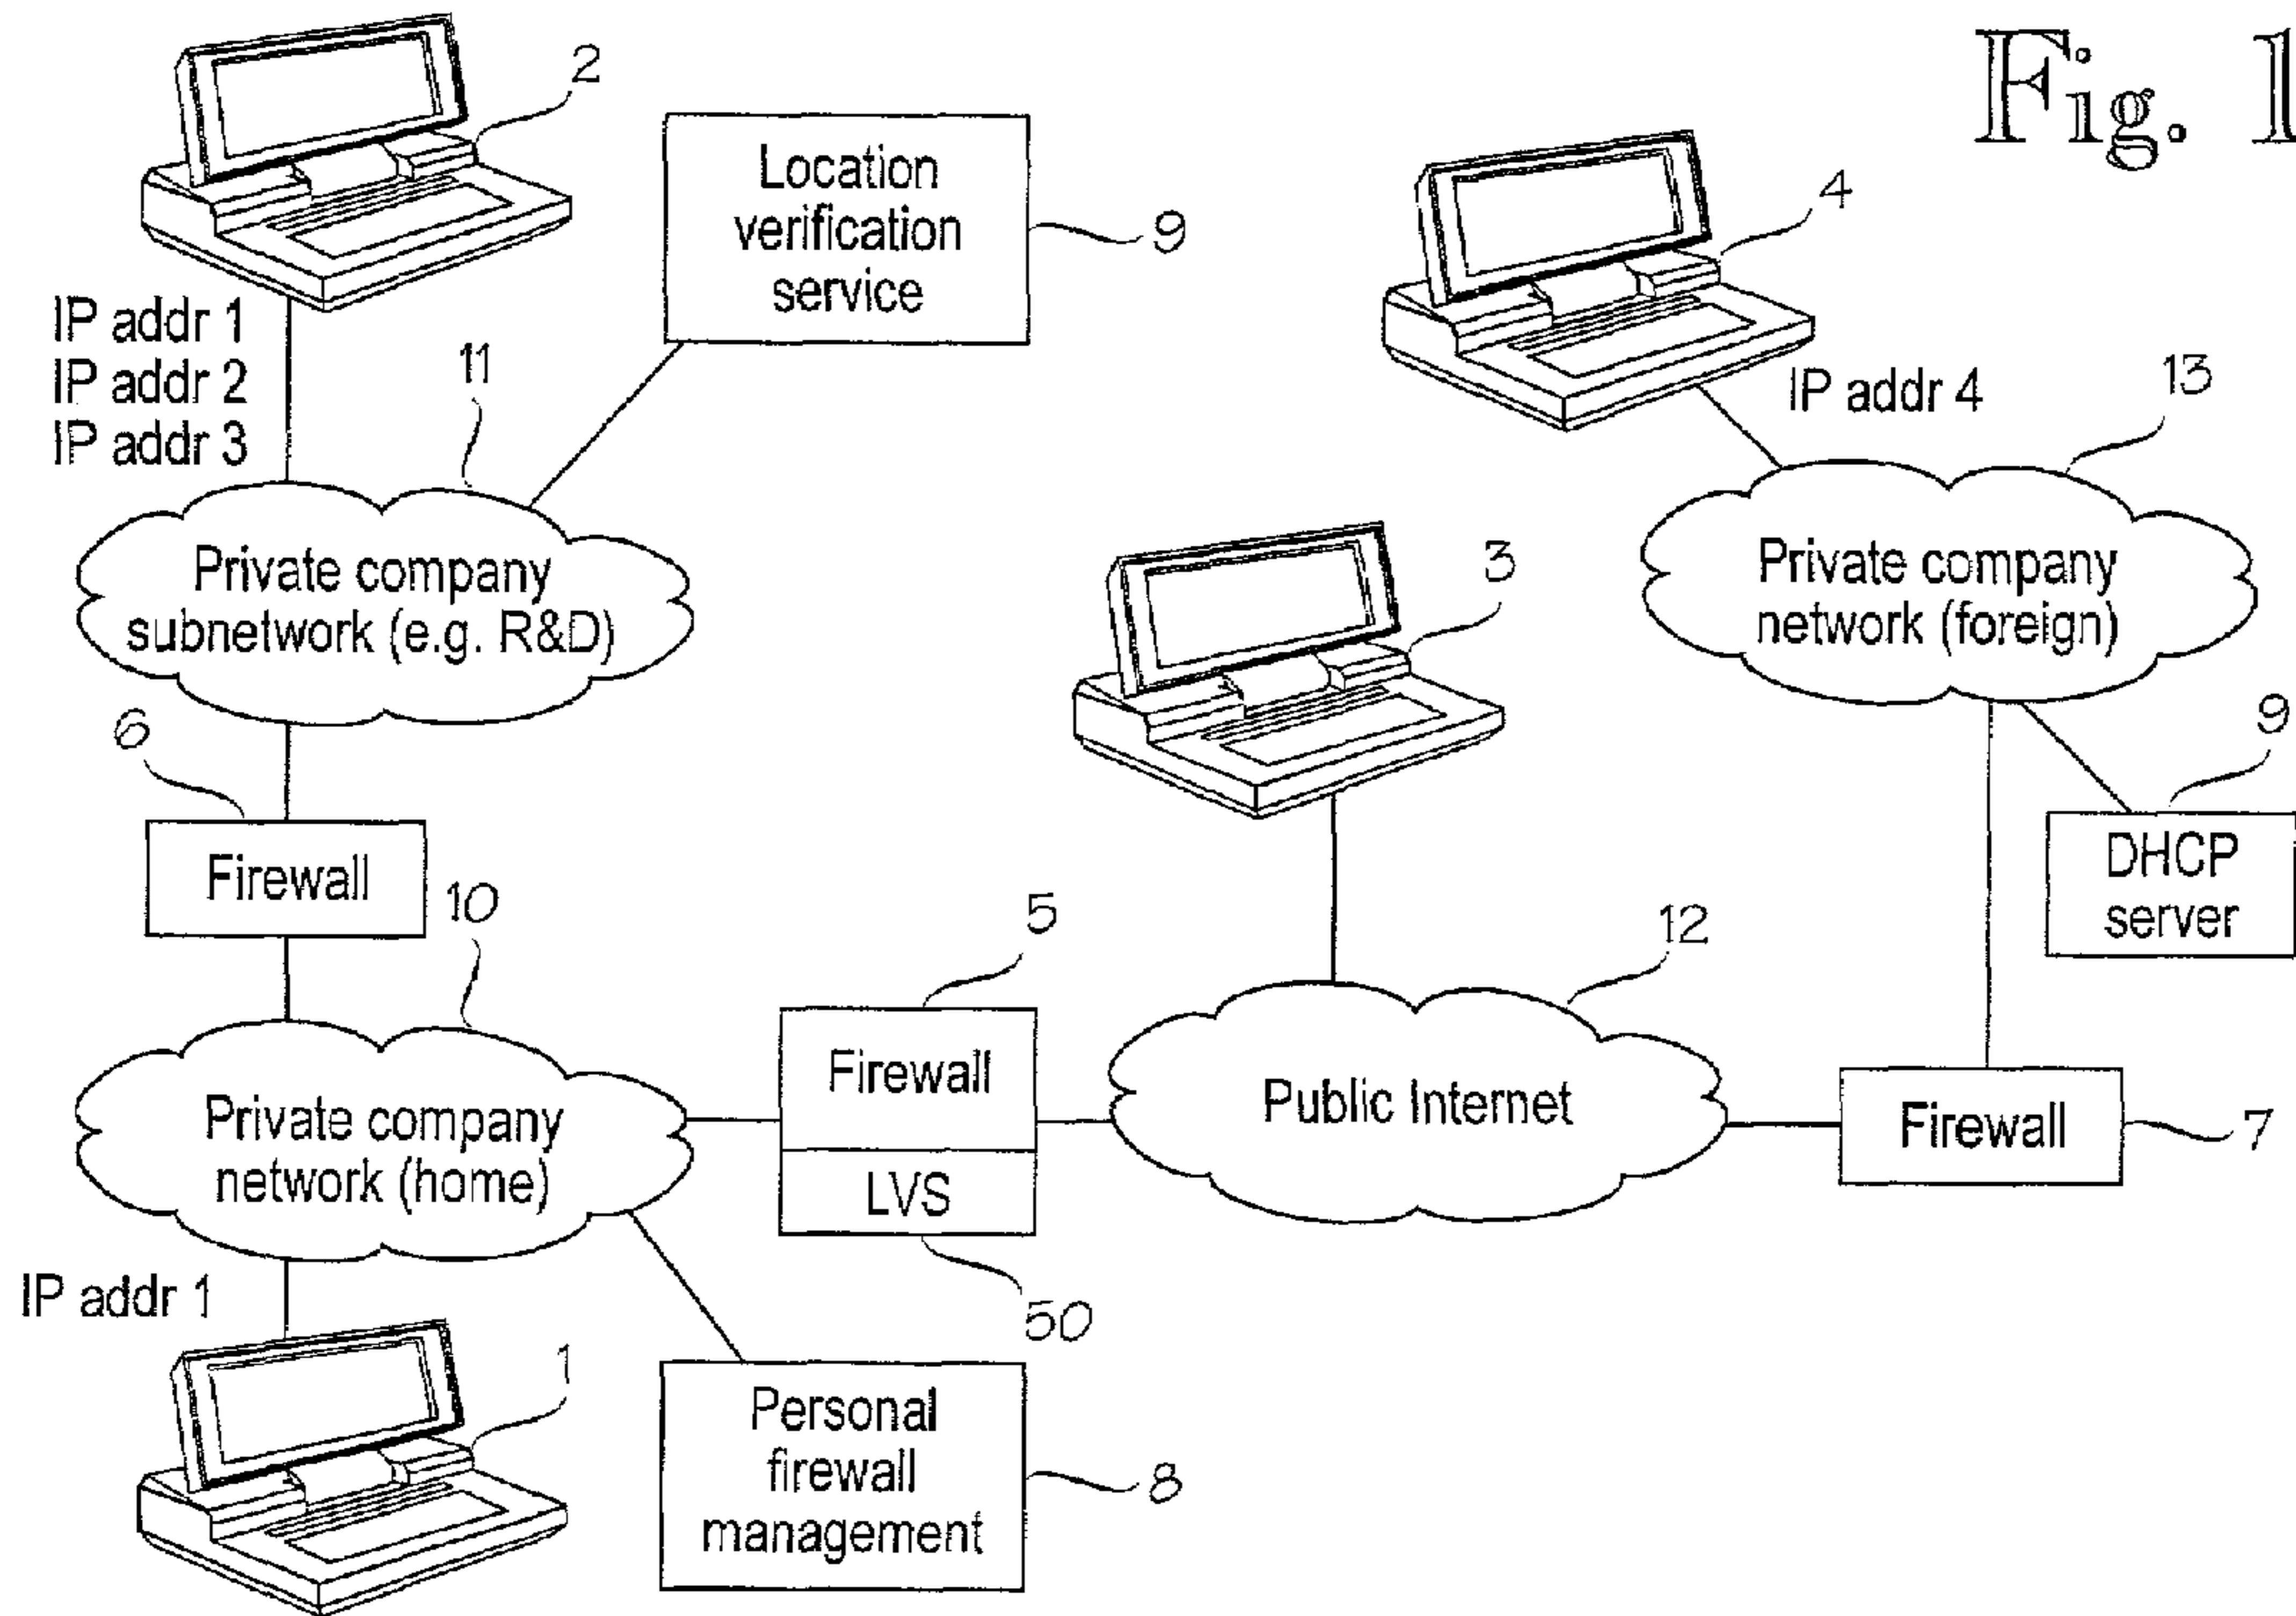 Fig. 1
2
Location
verification
service
9
4
IP addr 1
IP addr 2
IP addr 3
11
IP addr 4
13
Private company
subnetwork (e.g. R&D)
3
Private company
network (foreign)
6
Firewall
9
DHCP
server
10
5
12
Private company
network (home)
Firewall
LVS
Public Internet
Firewall
7
50
IP addr 1
1
Personal
firewall
management
8